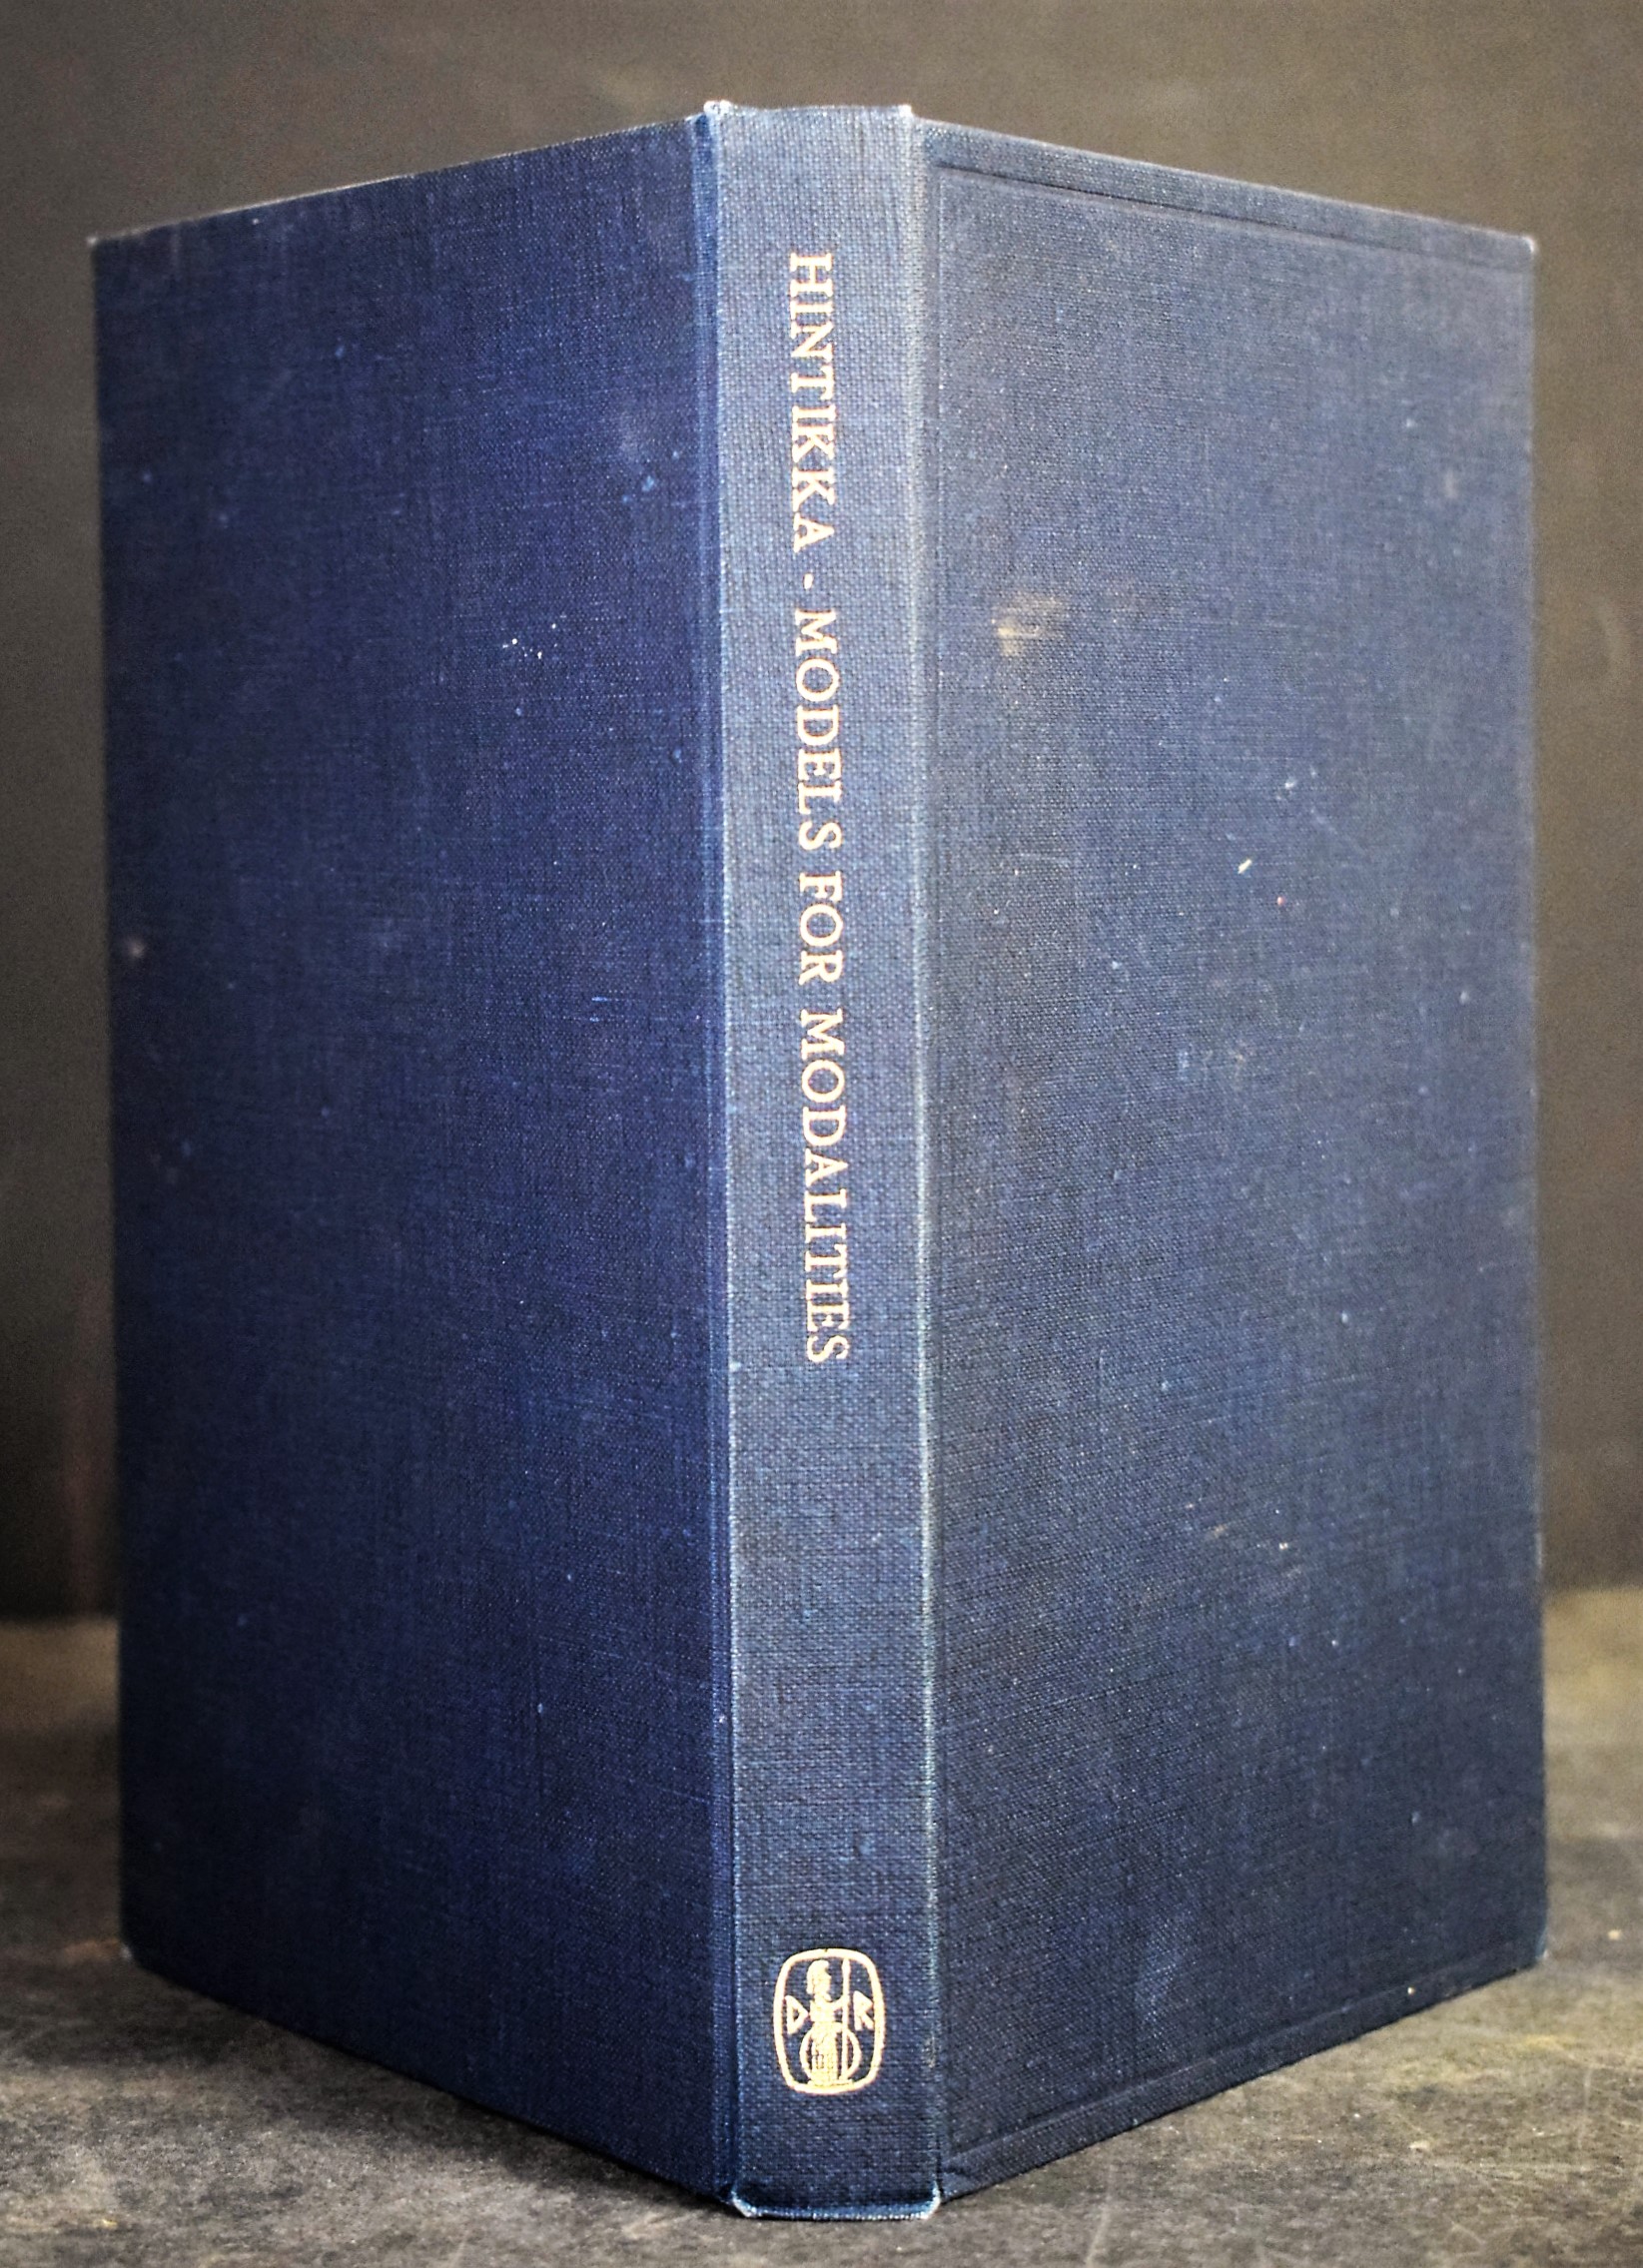 HINTIKKA · MODELS FOR MODALITIES
D R